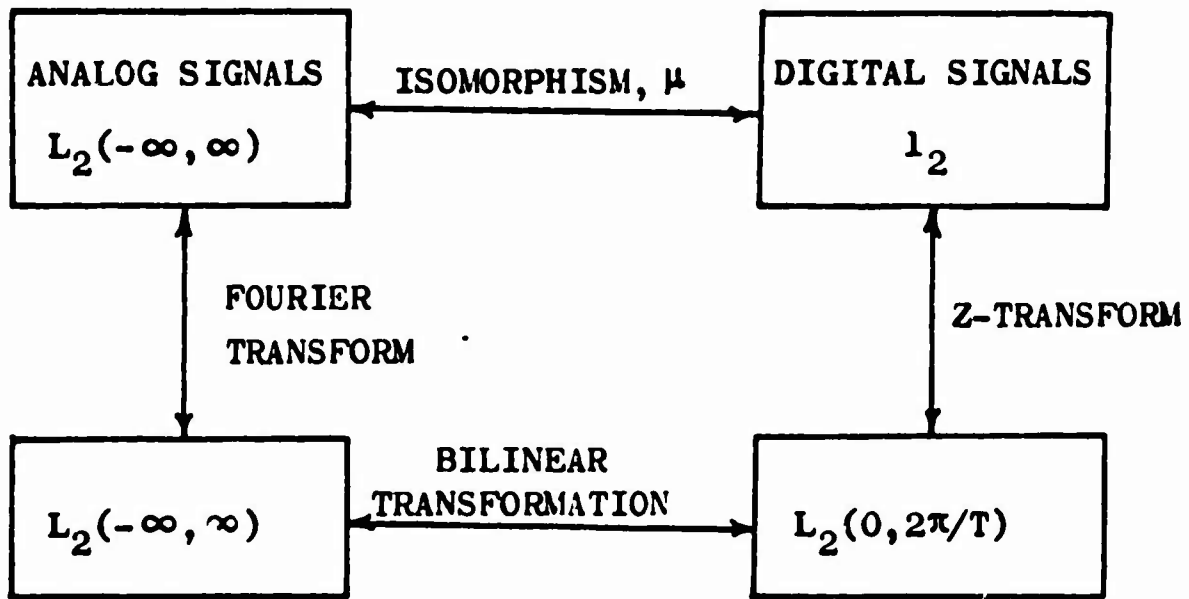 ANALOG SIGNALS
L₂(-∞, ∞)
ISOMORPHISM, μ
DIGITAL SIGNALS
l₂
FOURIER
TRANSFORM
Z-TRANSFORM
L₂(-∞, ∞)
BILINEAR
TRANSFORMATION
L₂(0, 2π/T)